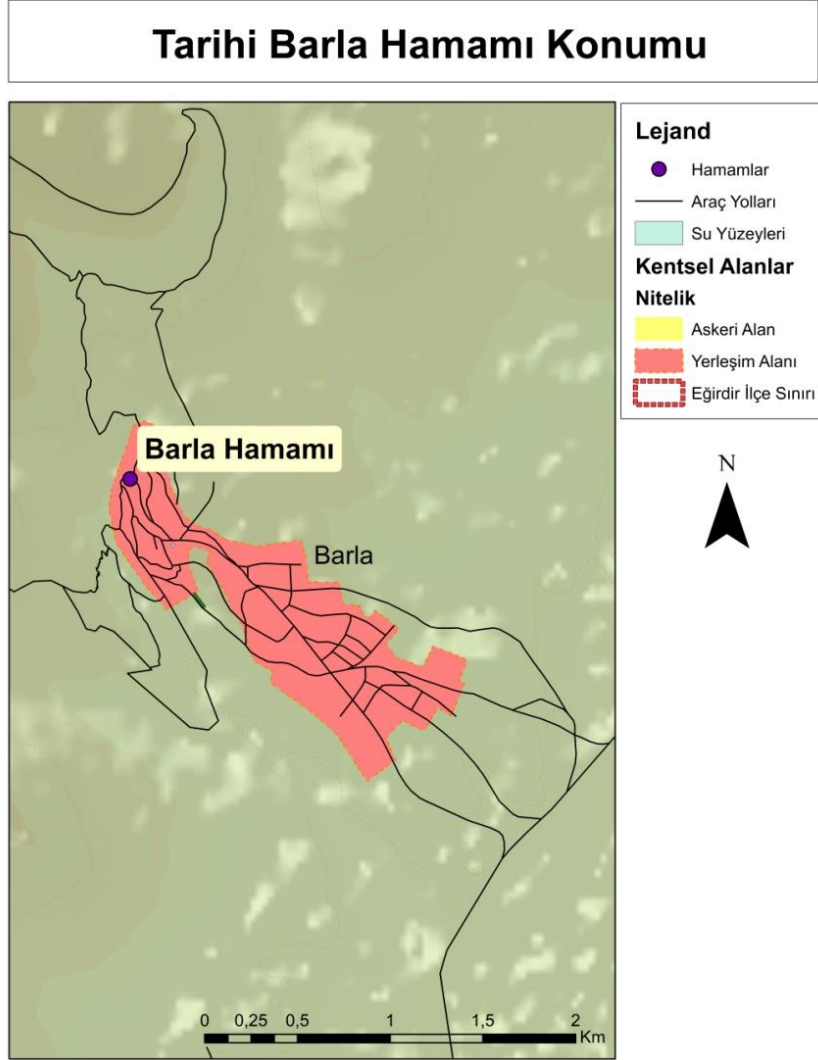 Tarihi Barla Hamamı Konumu
Lejand
Hamamlar
Araç Yolları
Su Yüzeyleri
Kentsel Alanlar
Nitelik
Askeri Alan
Yerleşim Alanı
Eğirdir İlçe Sınırı
N
Barla Hamamı
Barla
0 0,25 0,5 1 1,5 2
Km